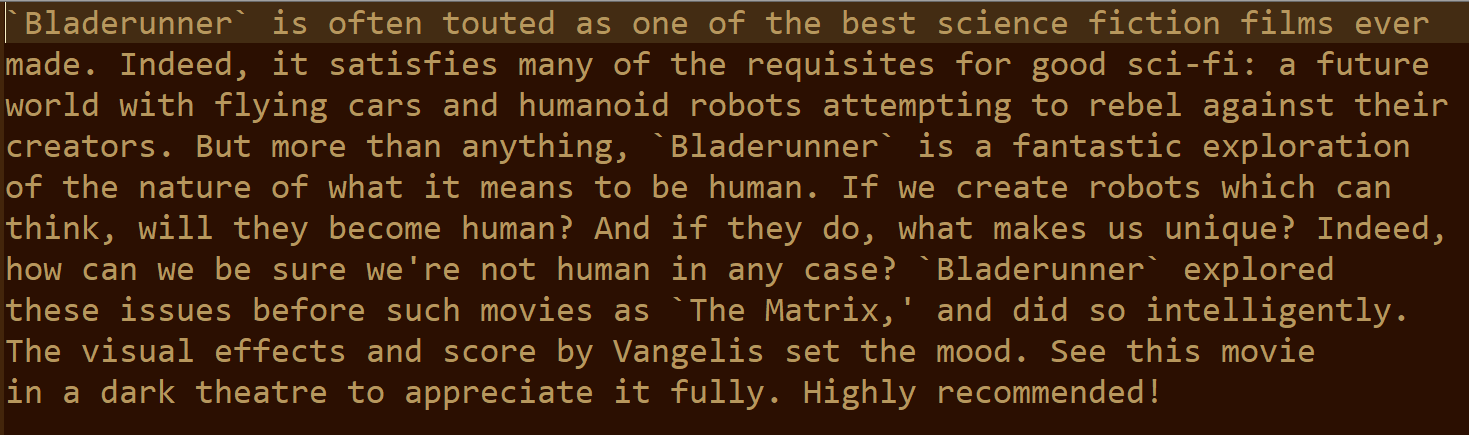 `Bladerunner` is often touted as one of the best science fiction films ever
made. Indeed, it satisfies many of the requisites for good sci-fi: a future
world with flying cars and humanoid robots attempting to rebel against their
creators. But more than anything, `Bladerunner` is a fantastic exploration
of the nature of what it means to be human. If we create robots which can
think, will they become human? And if they do, what makes us unique? Indeed,
how can we be sure we're not human in any case? `Bladerunner` explored
these issues before such movies as `The Matrix,' and did so intelligently.
The visual effects and score by Vangelis set the mood. See this movie
in a dark theatre to appreciate it fully. Highly recommended!